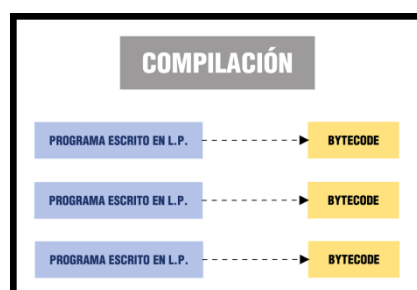 COMPILACIÓN
PROGRAMA ESCRITO EN L.P. BYTECODE
PROGRAMA ESCRITO EN L.P. BYTECODE
PROGRAMA ESCRITO EN L.P. BYTECODE